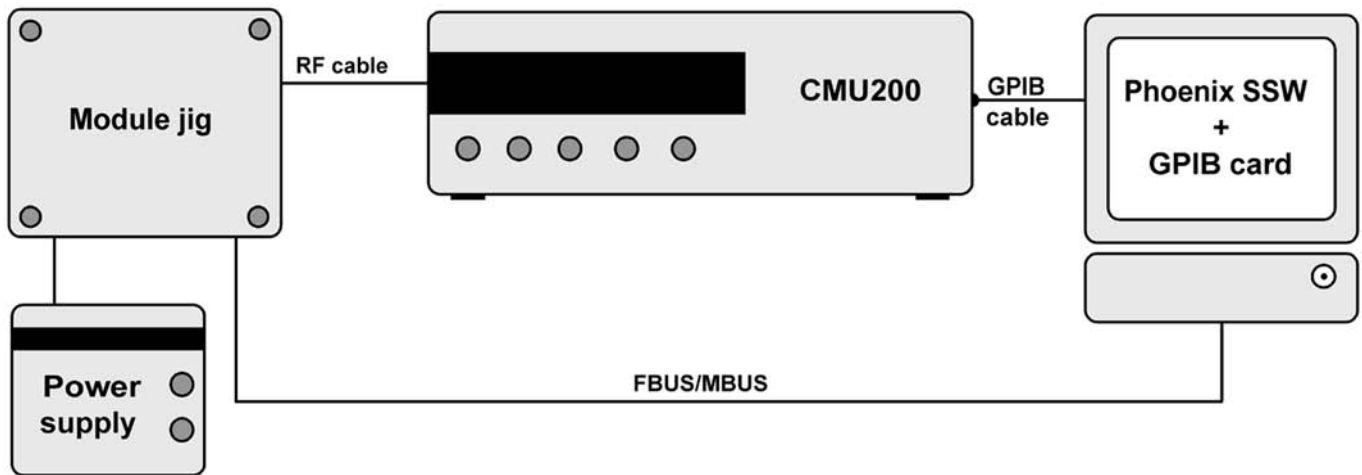 RF cable
Module jig
CMU200
GPIB
cable
Phoenix SSW
+
GPIB card
Power
supply
FBUS/MBUS